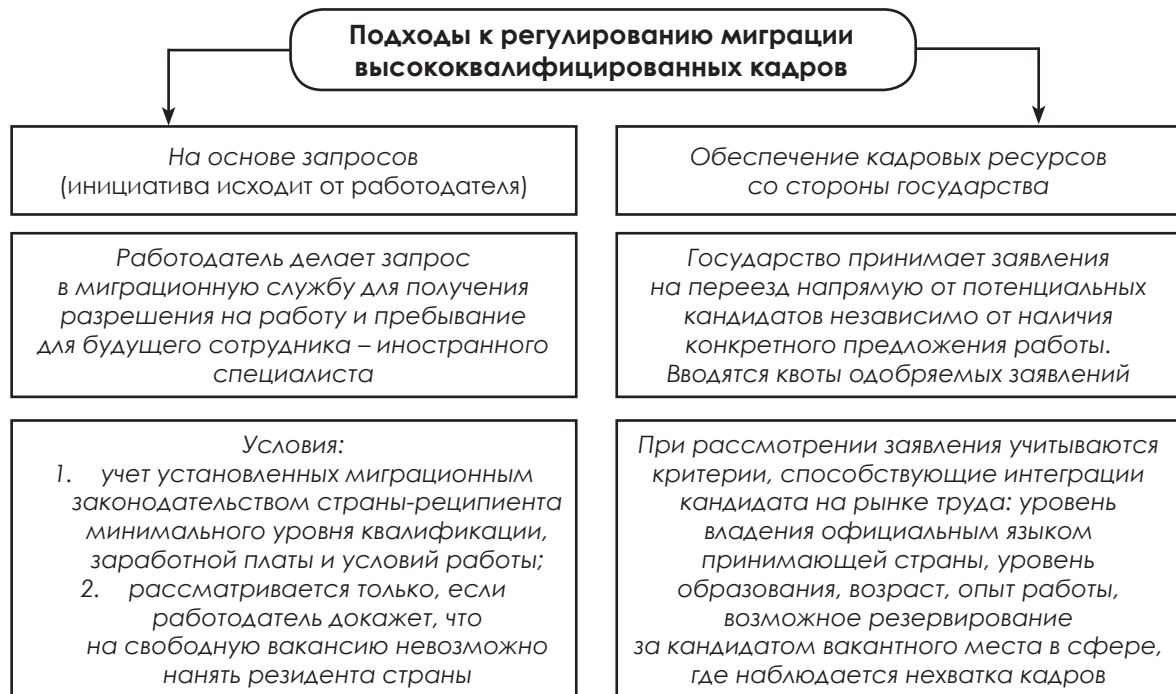 Подходы к регулированию миграции
высококвалифицированных кадров
На основе запросов
(инициатива исходит от работодателя)
Работодатель делает запрос
в миграционную службу для получения
разрешения на работу и пребывание
для будущего сотрудника – иностранного
специалиста
Условия:
1. учет установленных миграционным
законодательством страны-реципиента
минимального уровня квалификации,
заработной платы и условий работы;
2. рассматривается только, если
работодатель докажет, что
на свободную вакансию невозможно
нанять резидента страны
Обеспечение кадровых ресурсов
со стороны государства
Государство принимает заявления
на переезд напрямую от потенциальных
кандидатов независимо от наличия
конкретного предложения работы.
Вводятся квоты одобряемых заявлений
При рассмотрении заявления учитываются
критерии, способствующие интеграции
кандидата на рынке труда: уровень
владения официальным языком
принимающей страны, уровень
образования, возраст, опыт работы,
возможное резервирование
за кандидатом вакантного места в сфере,
где наблюдается нехватка кадров